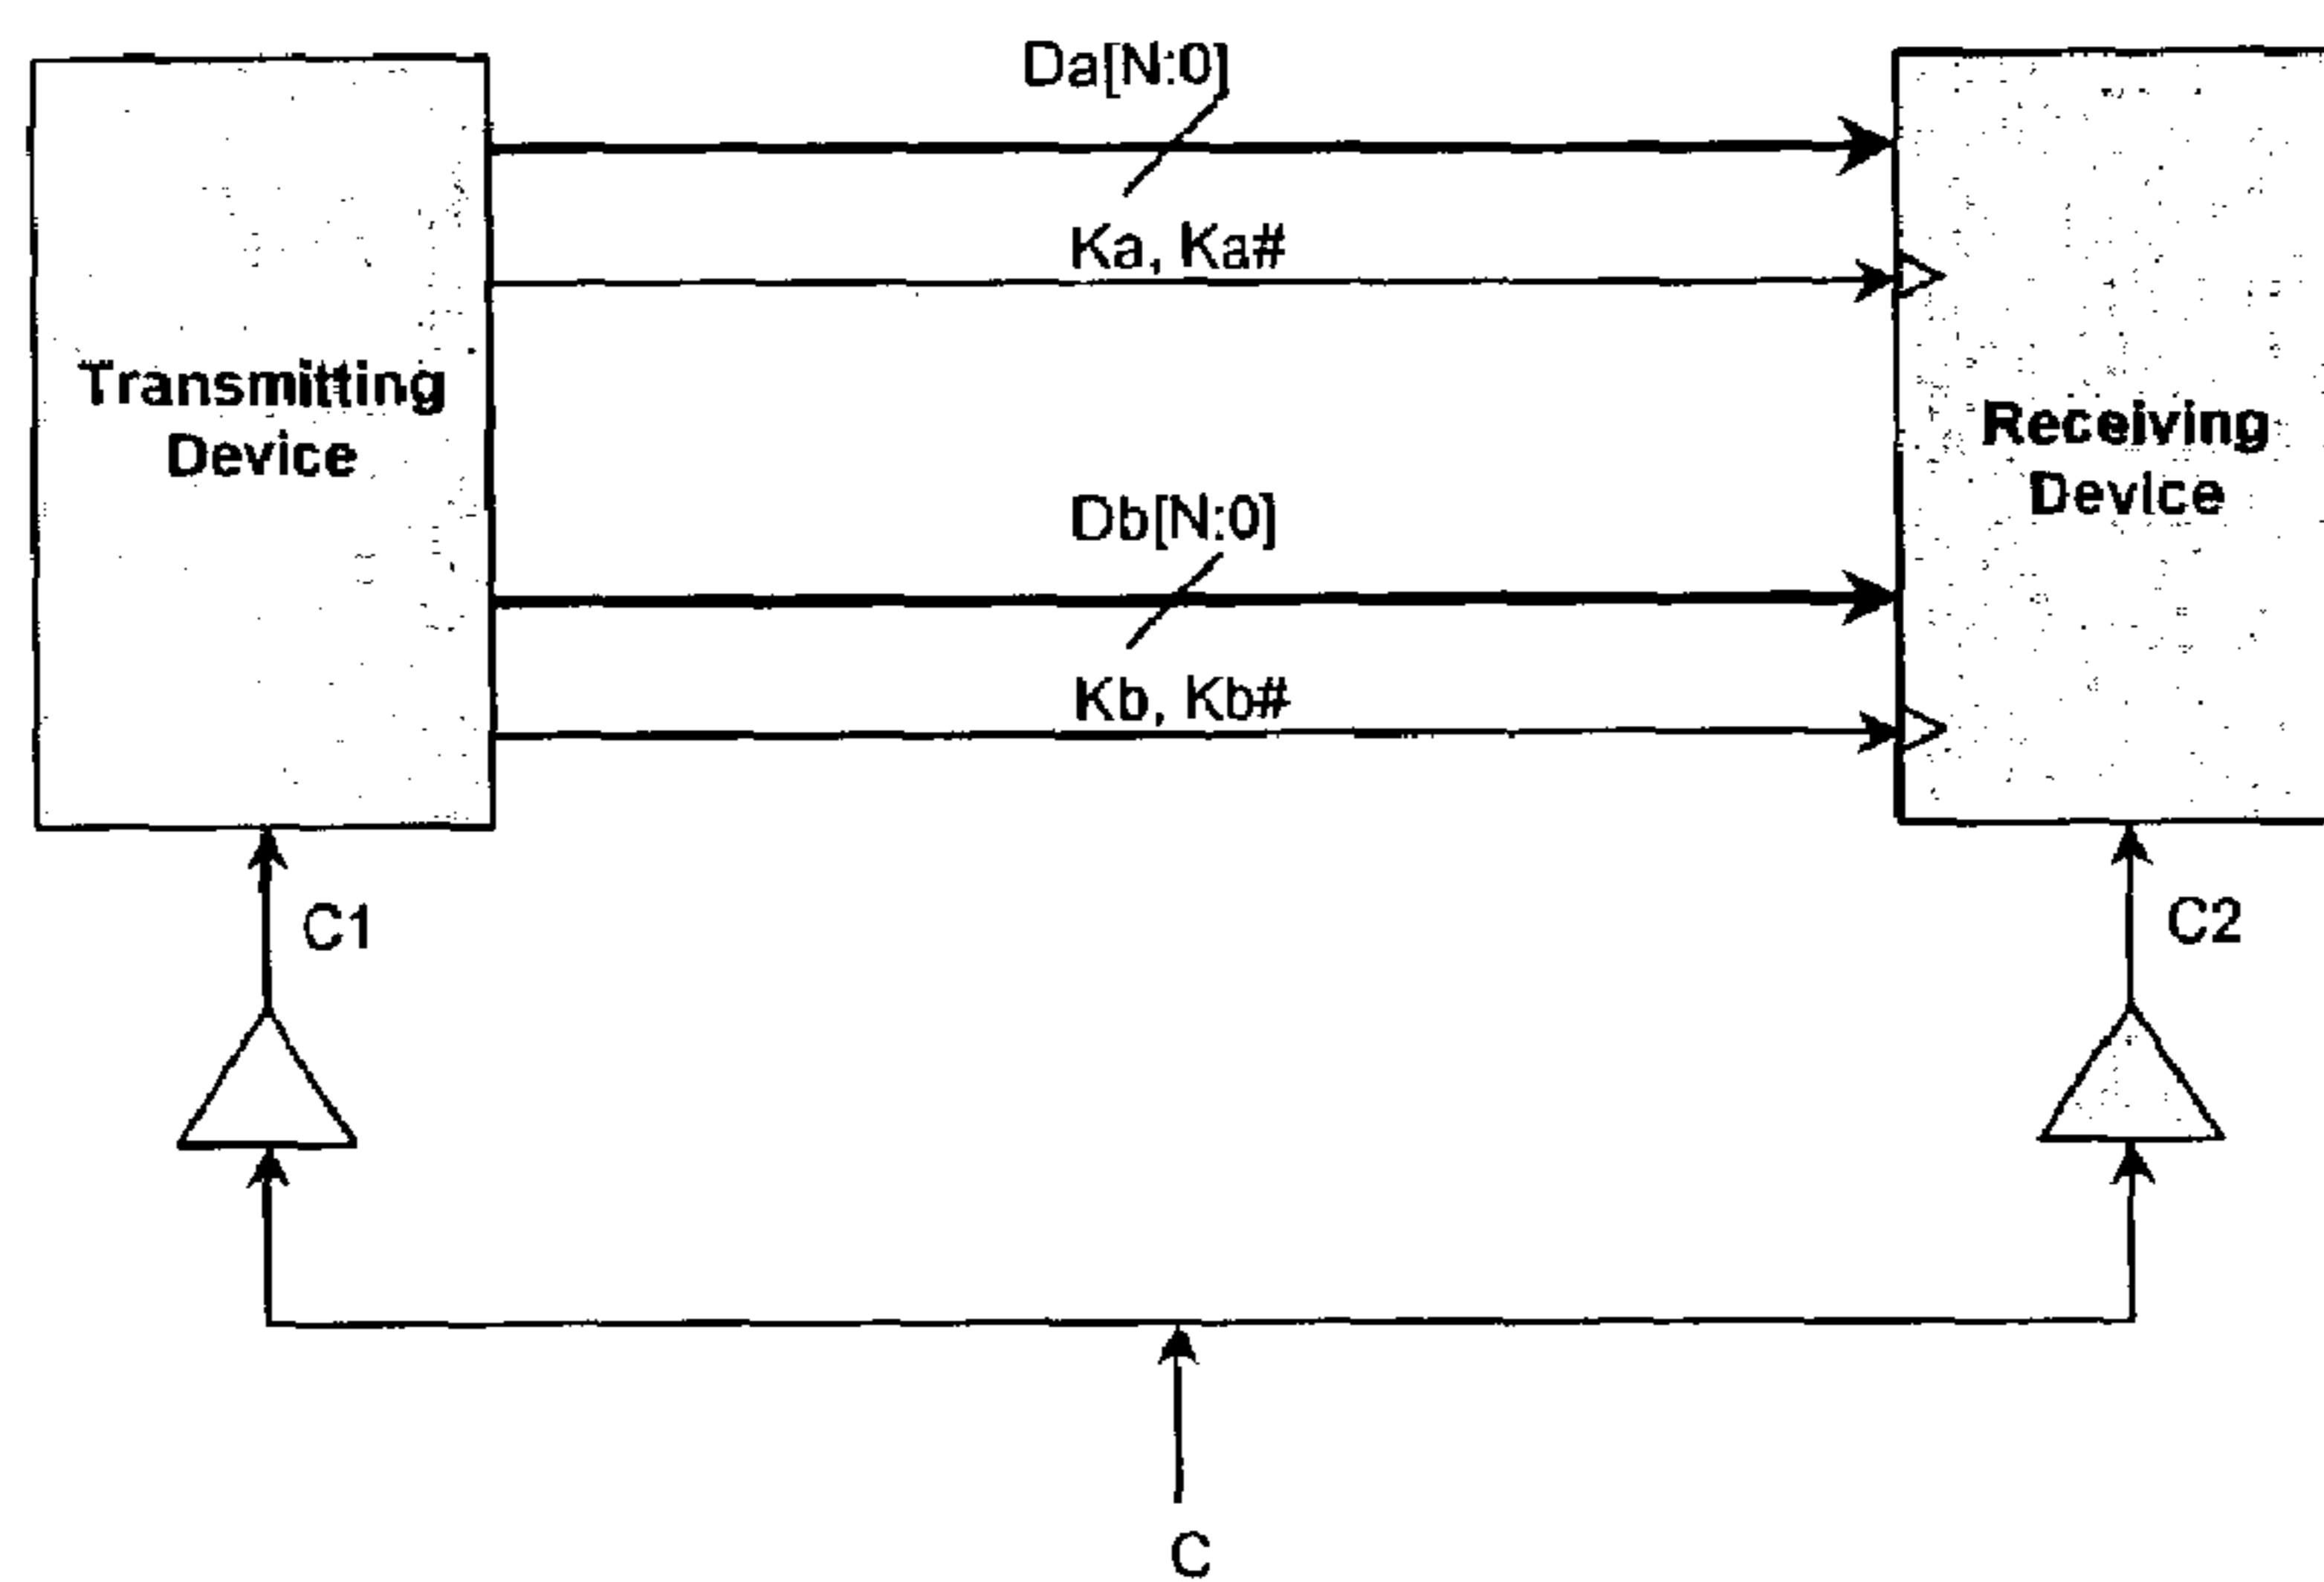 Da[N:0]
Ka, Ka#
Transmitting
Device
Receiving
Device
Db[N:0]
Kb, Kb#
C1
C2
C